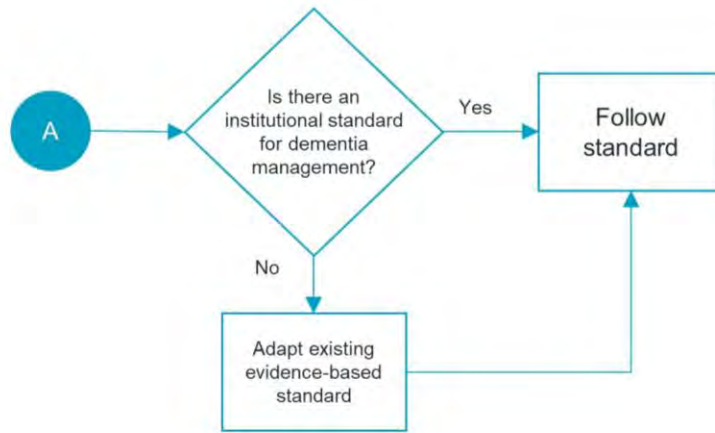 A
Is there an
institutional standard
for dementia
management?
Yes
Follow
standard
No
Adapt existing
evidence-based
standard